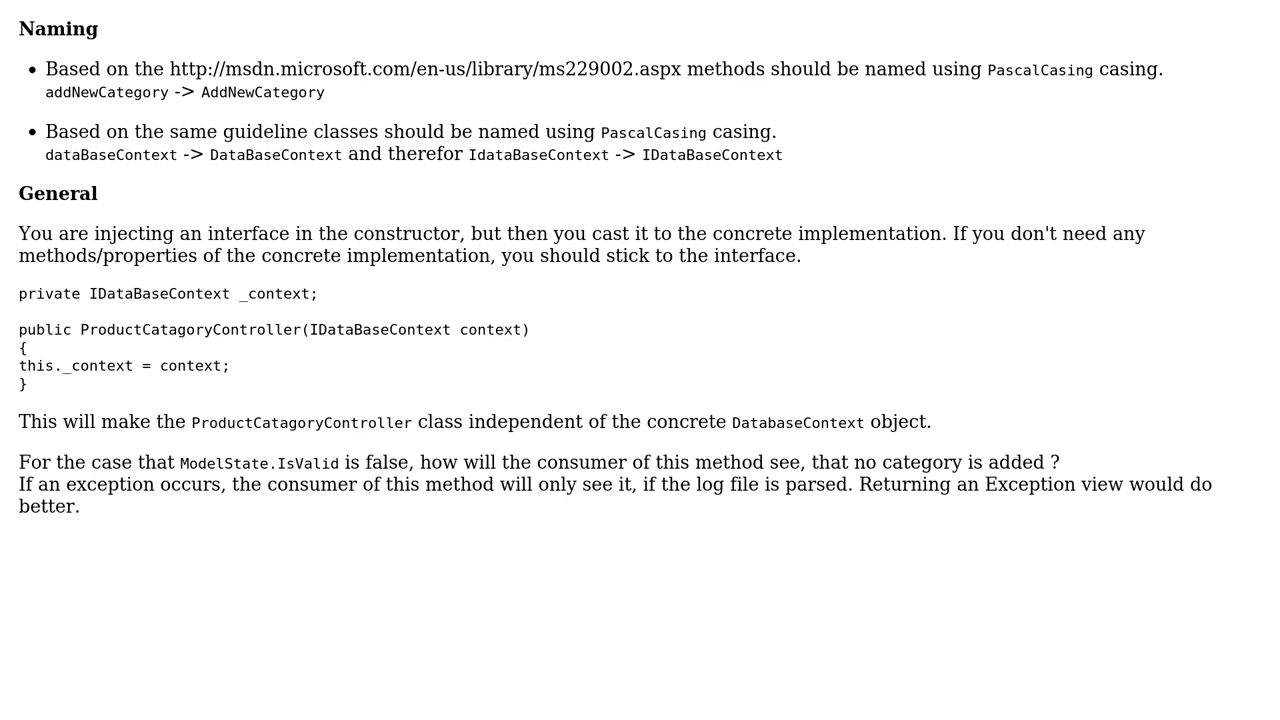 Naming
• Based on the http://msdn.microsoft.com/en-us/library/ms229002.aspx methods should be named using PascalCasing casing.
addNewCategory -> AddNewCategory
• Based on the same guideline classes should be named using PascalCasing casing.
dataBaseContext -> DataBaseContext and therefor IdataBaseContext -> IDataBaseContext
General
You are injecting an interface in the constructor, but then you cast it to the concrete implementation. If you don't need any
methods/properties of the concrete implementation, you should stick to the interface.
private IDataBaseContext _context;
public ProductCatagoryController(IDataBaseContext context)
{
this._context = context;
}
This will make the ProductCatagoryController class independent of the concrete DatabaseContext object.
For the case that ModelState.IsValid is false, how will the consumer of this method see, that no category is added ?
If an exception occurs, the consumer of this method will only see it, if the log file is parsed. Returning an Exception view would do
better.